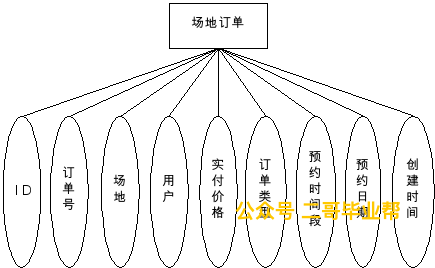 场地订单
ID
订单号
场地
用户
实付价格
订单类型
预约时间段
预约日期
创建时间
公众号 二哥毕业帮